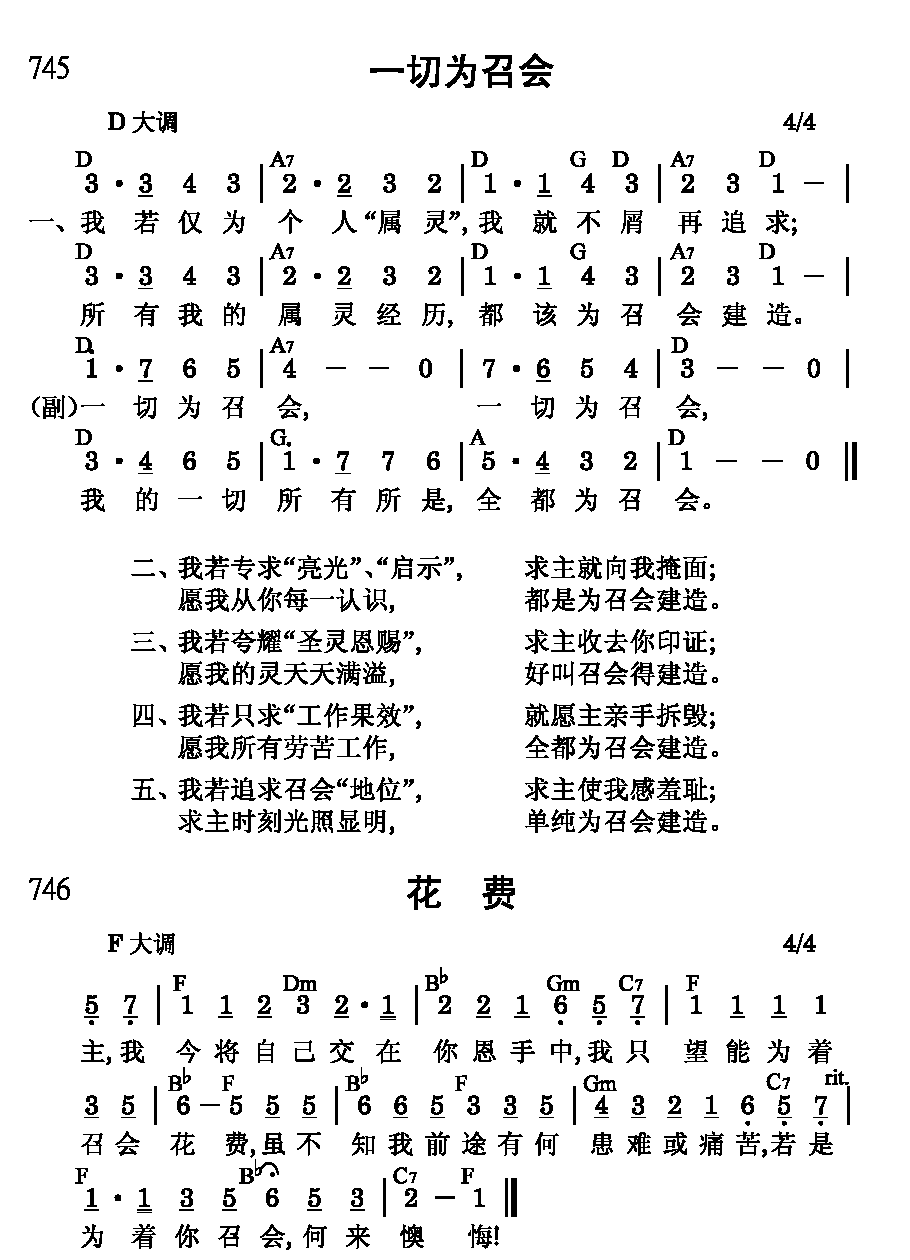 745 一切为召会
D 大调 4/4
D A7 D G D A7 D
3 · 3 4 3 | 2 · 2 3 2 | 1 · 1 4 3 | 2 3 1 — |
一、我 若 仅 为 个 人 “属 灵”, 我 就 不 屑 再 追 求;
D A7 D G A7 D
3 · 3 4 3 | 2 · 2 3 2 | 1 · 1 4 3 | 2 3 1 — |
所 有 我 的 属 灵 经 历, 都 该 为 召 会 建 造。
D A7 D
1 · 7 6 5 | 4 — — 0 | 7 · 6 5 4 | 3 — — 0 |
(副)一 切 为 召 会, 一 切 为 召 会,
D G A D
3 · 4 6 5 | 1 · 7 7 6 | 5 · 4 3 2 | 1 — — 0 ‖
我 的 一 切 所 有 所 是, 全 都 为 召 会。
二、我若专求“亮光”、“启示”, 求主就向我掩面;
愿我从你每一认识, 都是为召会建造。
三、我若夸耀“圣灵恩赐”, 求主收去你印证;
愿我的灵天天满溢, 好叫召会得建造。
四、我若只求“工作果效”, 就愿主亲手拆毁;
愿我所有劳苦工作, 全都为召会建造。
五、我若追求召会“地位”, 求主使我感羞耻;
求主时刻光照显明, 单纯为召会建造。
746 花 费
F 大调 4/4
F Dm B♭ Gm C7 F
5 7 | 1 1 2 3 2 · 1 | 2 2 1 6 5 7 | 1 1 1 1
主, 我 今 将 自 己 交 在 你 恩 手 中, 我 只 望 能 为 着
B♭ F B♭ F Gm C7 rit.
3 5 | 6 — 5 5 5 | 6 6 5 3 3 5 | 4 3 2 1 6 5 7 |
召 会 花 费, 虽 不 知 我 前 途 有 何 患 难 或 痛 苦, 若 是
F B♭ C7 F
1 · 1 3 5 6 5 3 | 2 — 1 ‖
为 着 你 召 会, 何 来 懊 悔!